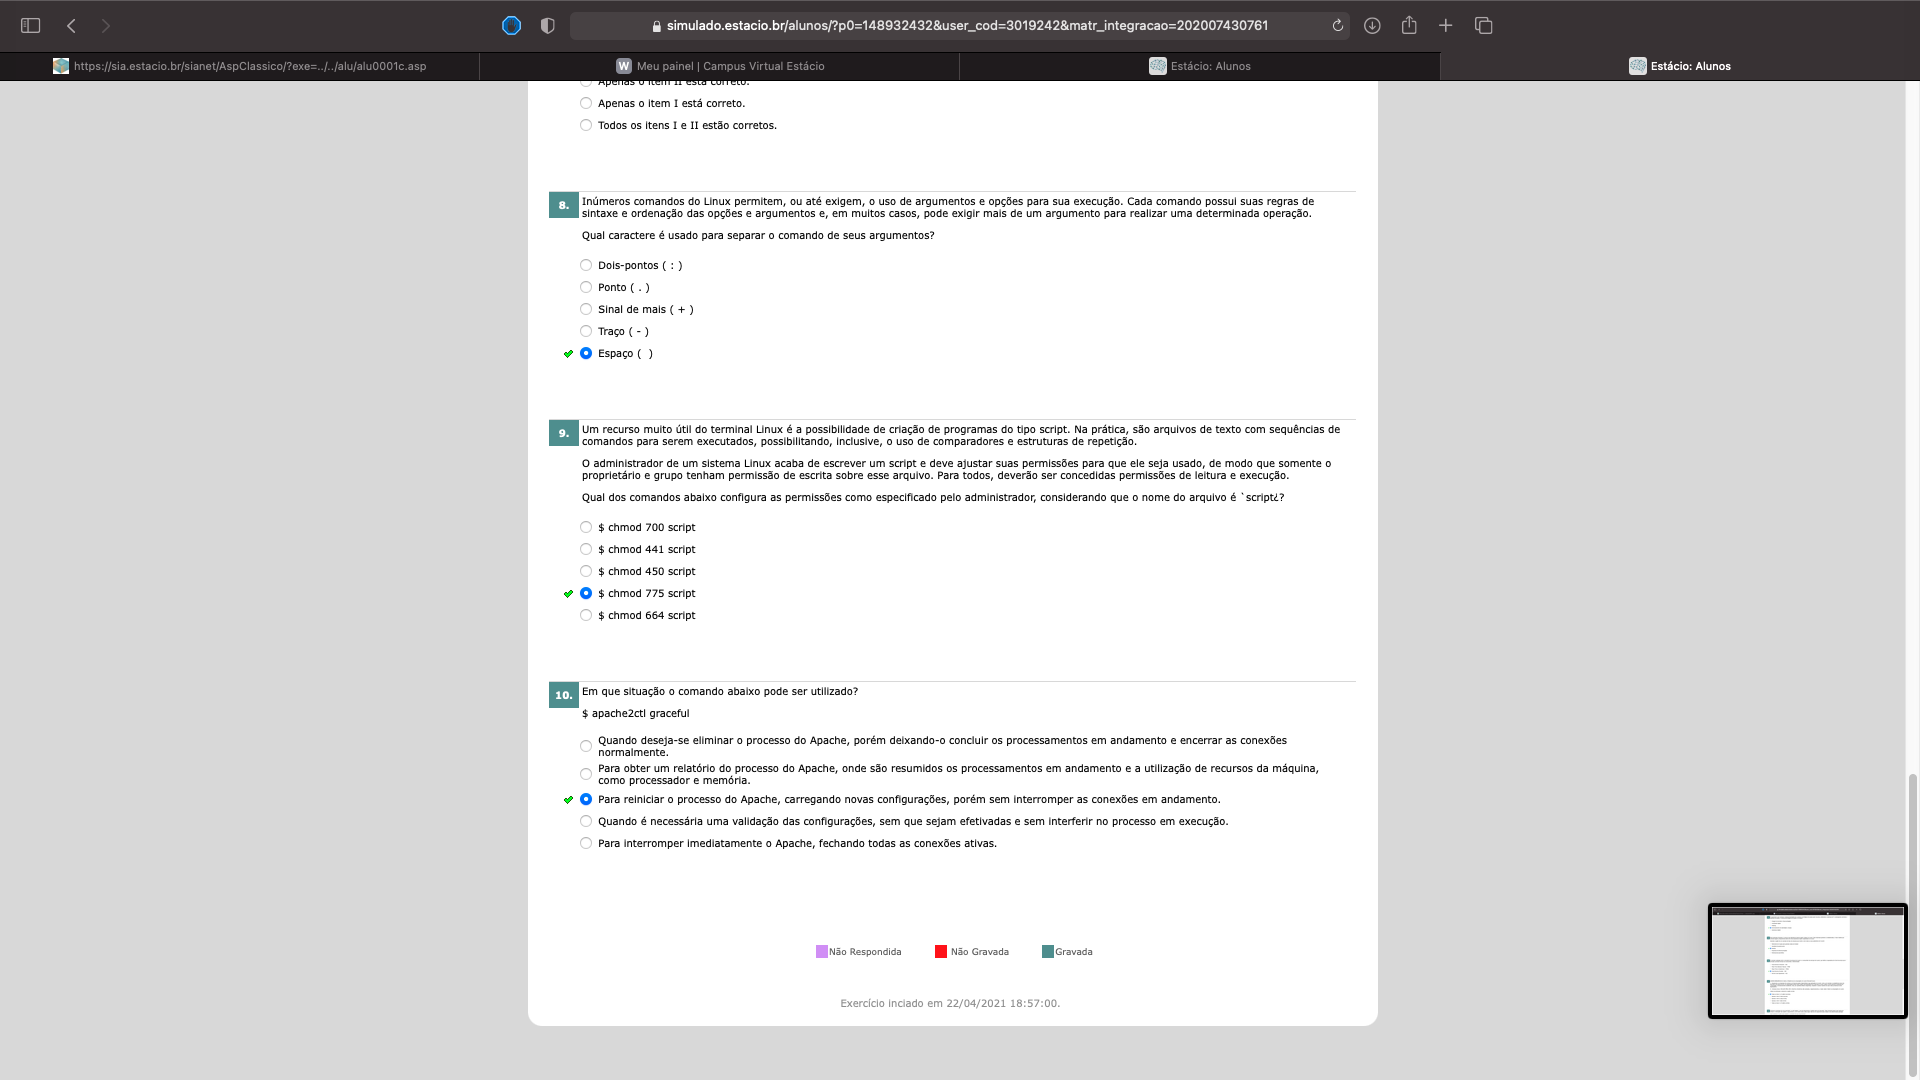 simulado.estacio.br/alunos/?p0=148932432&user_cod=3019242&matr_integracao=202007430761
https://sia.estacio.br/sianet/AspClassico/?exe=../../alu/alu0001c.asp
W Meu painel | Campus Virtual Estácio
Estácio: Alunos
Estácio: Alunos
Apenas o item II está correto.
Apenas o item I está correto.
Todos os itens I e II estão corretos.
8. Inúmeros comandos do Linux permitem, ou até exigem, o uso de argumentos e opções para sua execução. Cada comando possui suas regras de
sintaxe e ordenação das opções e argumentos e, em muitos casos, pode exigir mais de um argumento para realizar uma determinada operação.
Qual caractere é usado para separar o comando de seus argumentos?
Dois-pontos ( : )
Ponto ( . )
Sinal de mais ( + )
Traço ( - )
Espaço (  )
9. Um recurso muito útil do terminal Linux é a possibilidade de criação de programas do tipo script. Na prática, são arquivos de texto com sequências de
comandos para serem executados, possibilitando, inclusive, o uso de comparadores e estruturas de repetição.
O administrador de um sistema Linux acaba de escrever um script e deve ajustar suas permissões para que ele seja usado, de modo que somente o
proprietário e grupo tenham permissão de escrita sobre esse arquivo. Para todos, deverão ser concedidas permissões de leitura e execução.
Qual dos comandos abaixo configura as permissões como especificado pelo administrador, considerando que o nome do arquivo é `script¿?
$ chmod 700 script
$ chmod 441 script
$ chmod 450 script
$ chmod 775 script
$ chmod 664 script
10. Em que situação o comando abaixo pode ser utilizado?
$ apache2ctl graceful
Quando deseja-se eliminar o processo do Apache, porém deixando-o concluir os processamentos em andamento e encerrar as conexões
normalmente.
Para obter um relatório do processo do Apache, onde são resumidos os processamentos em andamento e a utilização de recursos da máquina,
como processador e memória.
Para reiniciar o processo do Apache, carregando novas configurações, porém sem interromper as conexões em andamento.
Quando é necessária uma validação das configurações, sem que sejam efetivadas e sem interferir no processo em execução.
Para interromper imediatamente o Apache, fechando todas as conexões ativas.
Não Respondida
Não Gravada
Gravada
Exercício inciado em 22/04/2021 18:57:00.